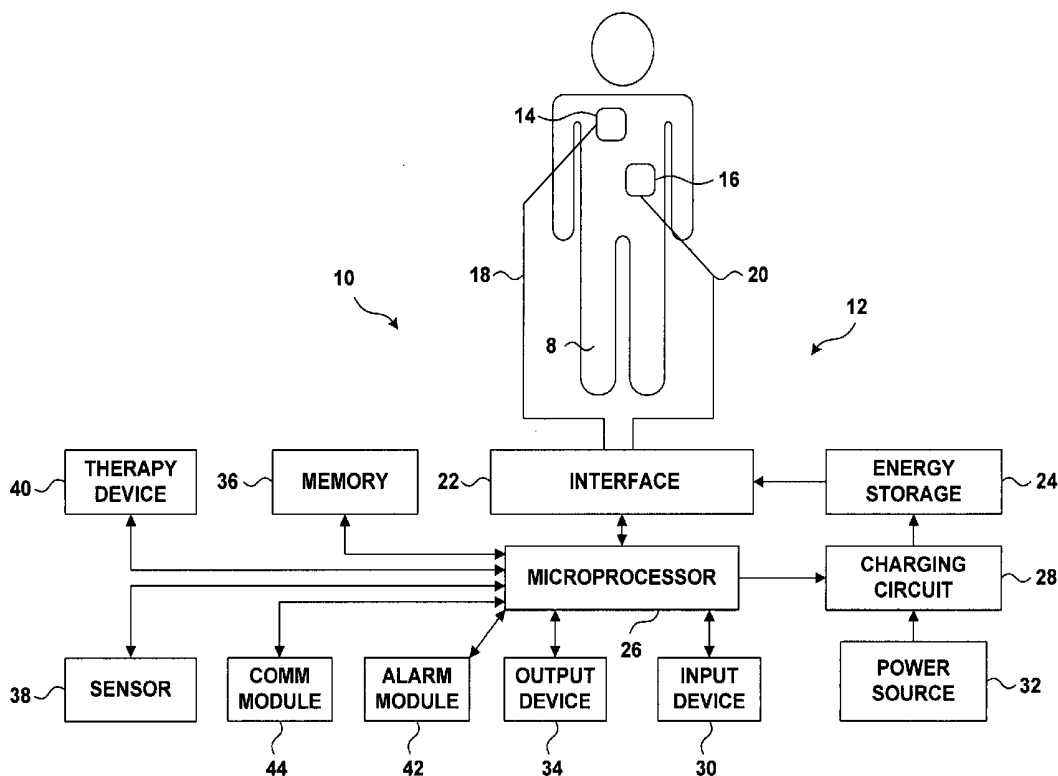 14
16
18
20
10
12
8
THERAPY
DEVICE
40
36
MEMORY
22
INTERFACE
ENERGY
STORAGE
24
MICROPROCESSOR
26
CHARGING
CIRCUIT
28
38
SENSOR
COMM
MODULE
44
ALARM
MODULE
42
OUTPUT
DEVICE
34
INPUT
DEVICE
30
POWER
SOURCE
32